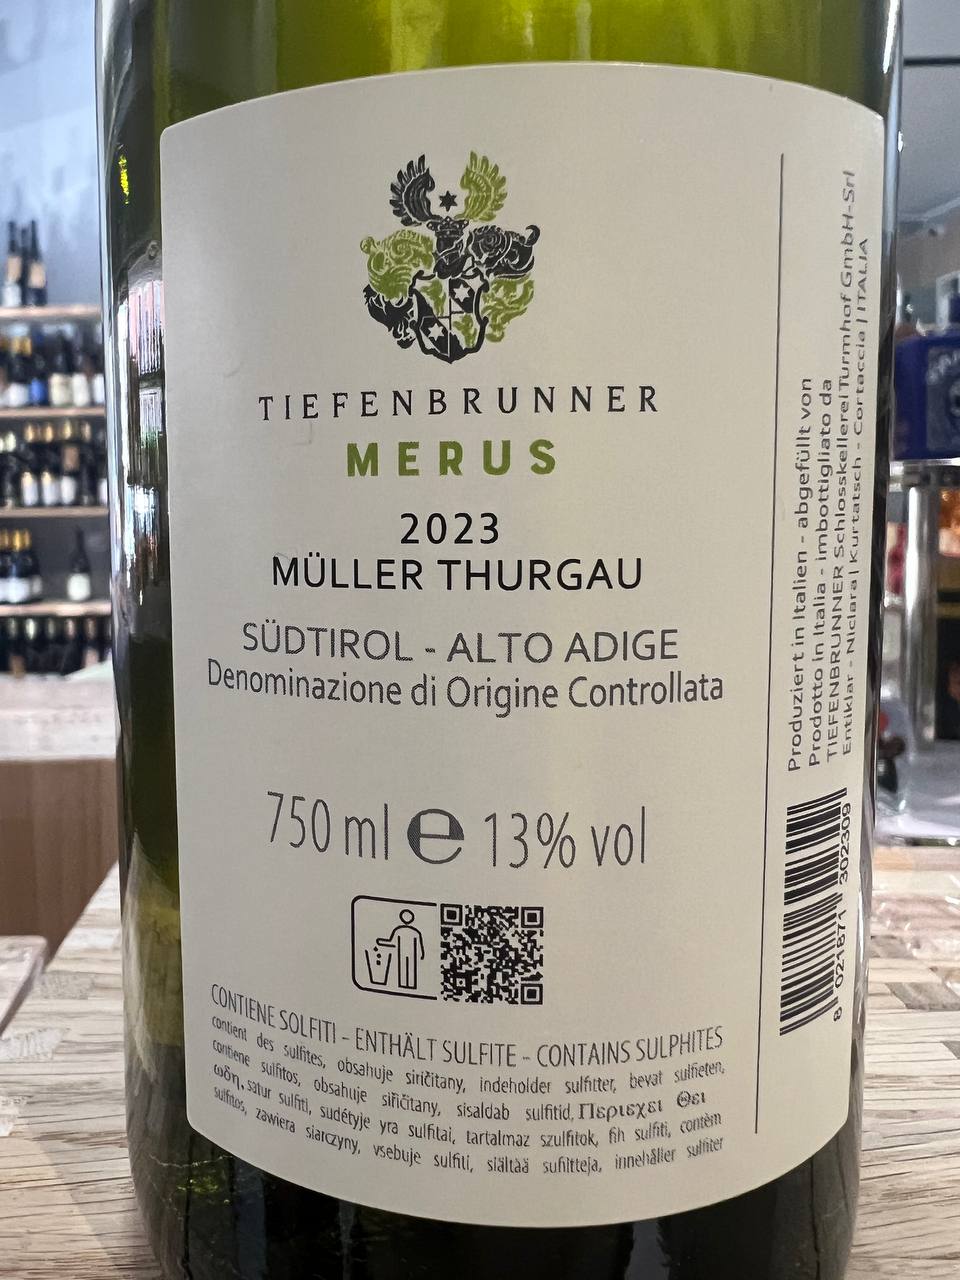 TIEFENBRUNNER
MERUS
2023
MÜLLER THURGAU
SÜDTIROL - ALTO ADIGE
Denominazione di Origine Controllata
750 ml e 13% vol
CONTIENE SOLFITI - ENTHÄLT SULFITE - CONTAINS SULPHITES
contient des sulfites, obsahuje siričitany, indeholder sulfitter, bevat sulfieten,
contiene sulfitos, obsahuje siřičitany, sisaldab sulfitid, Περιεχει Θει
ωδη, satur sulfiti, sudétyje yra sulfitai, tartalmaz szulfitok, fih sulfiti, contém
sulfitos, zawiera siarczyny, vsebuje sulfiti, siältää sufiitteja, innehåller sulfiter
Produziert in Italien - abgefüllt von
Prodotto in Italia - imbottigliato da
TIEFENBRUNNER Schlosskellerei Turmhof GmbH-Srl
Entiklar - Niclara | Kurtatsch - Cortaccia | ITALIA
8 021871 302309